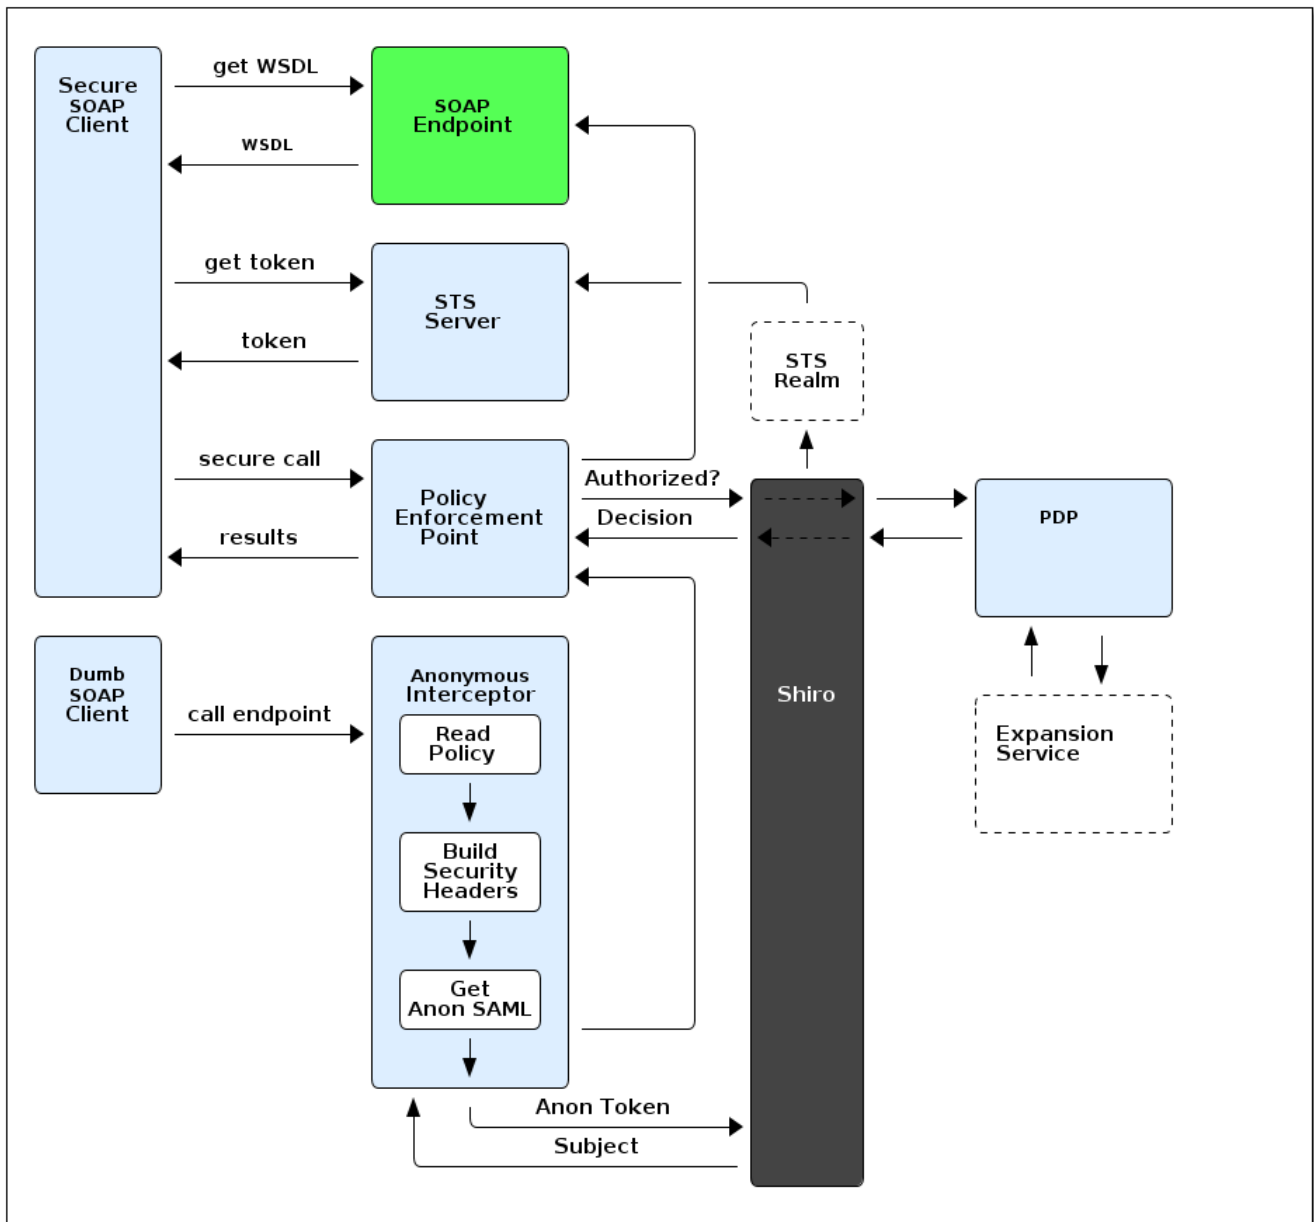 get WSDL
Secure
SOAP
Client
SOAP
Endpoint
WSDL
get token
STS
Server
token
STS
Realm
secure call
Authorized?
Policy
Enforcement
Point
Decision
results
PDP
Dumb
SOAP
Client
Anonymous
Interceptor
Shiro
call endpoint
Read
Policy
Expansion
Service
Build
Security
Headers
Get
Anon SAML
Anon Token
Subject